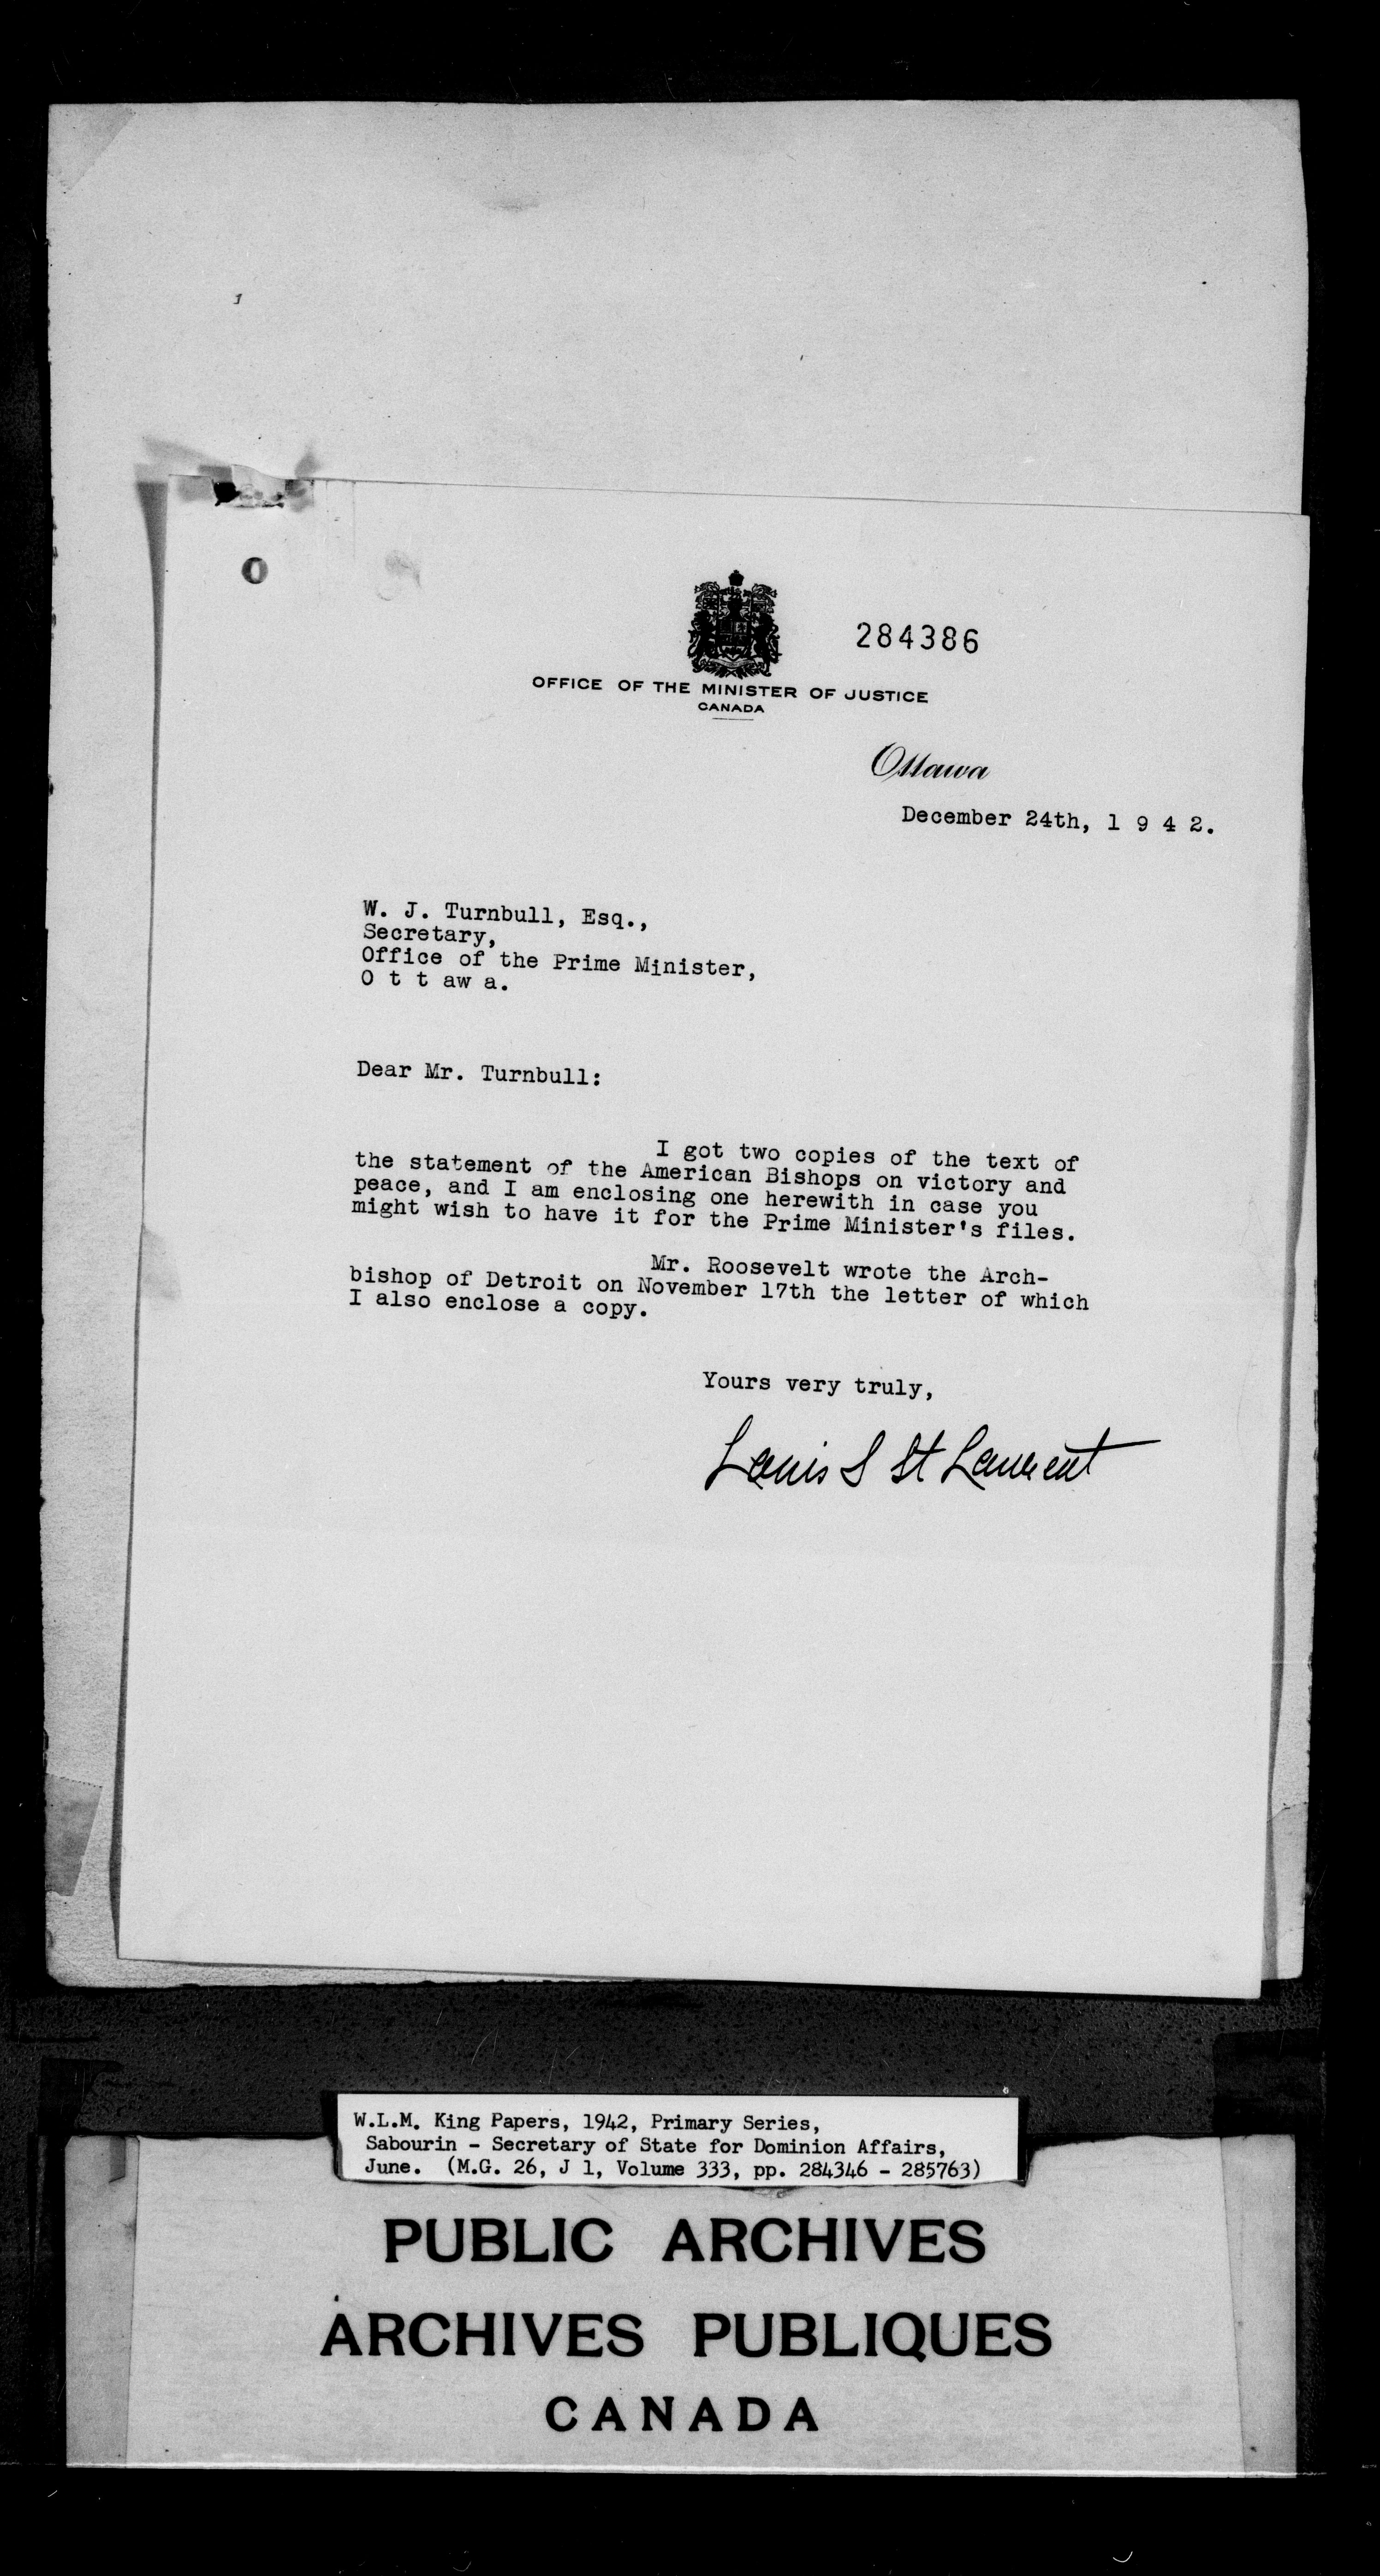 284386
OFFICE OF THE MINISTER OF JUSTICE
CANADA
Ottawa
December 24th, 1 9 4 2.
W. J. Turnbull, Esq.,
Secretary,
Office of the Prime Minister,
O t t aw a.
Dear Mr. Turnbull:
I got two copies of the text of
the statement of the American Bishops on victory and
peace, and I am enclosing one herewith in case you
might wish to have it for the Prime Minister's files.
Mr. Roosevelt wrote the Arch-
bishop of Detroit on November 17th the letter of which
I also enclose a copy.
Yours very truly,
Louis S St Laurent
W.L.M. King Papers, 1942, Primary Series,
Sabourin - Secretary of State for Dominion Affairs,
June. (M.G. 26, J 1, Volume 333, pp. 284346 - 285763)
PUBLIC ARCHIVES
ARCHIVES PUBLIQUES
CANADA